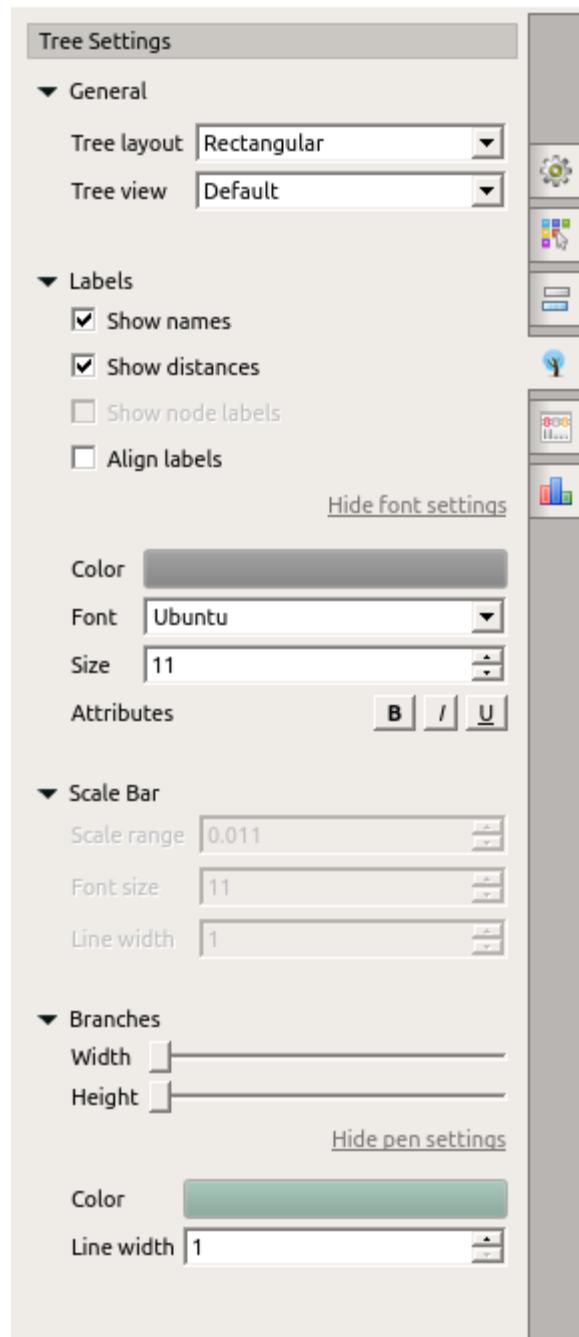 Tree Settings
General
Tree layout Rectangular
Tree view Default
Labels
Show names
Show distances
Show node labels
Align labels
Hide font settings
Color
Font Ubuntu
Size 11
Attributes B I U
Scale Bar
Scale range 0.011
Font size 11
Line width 1
Branches
Width
Height
Hide pen settings
Color
Line width 1